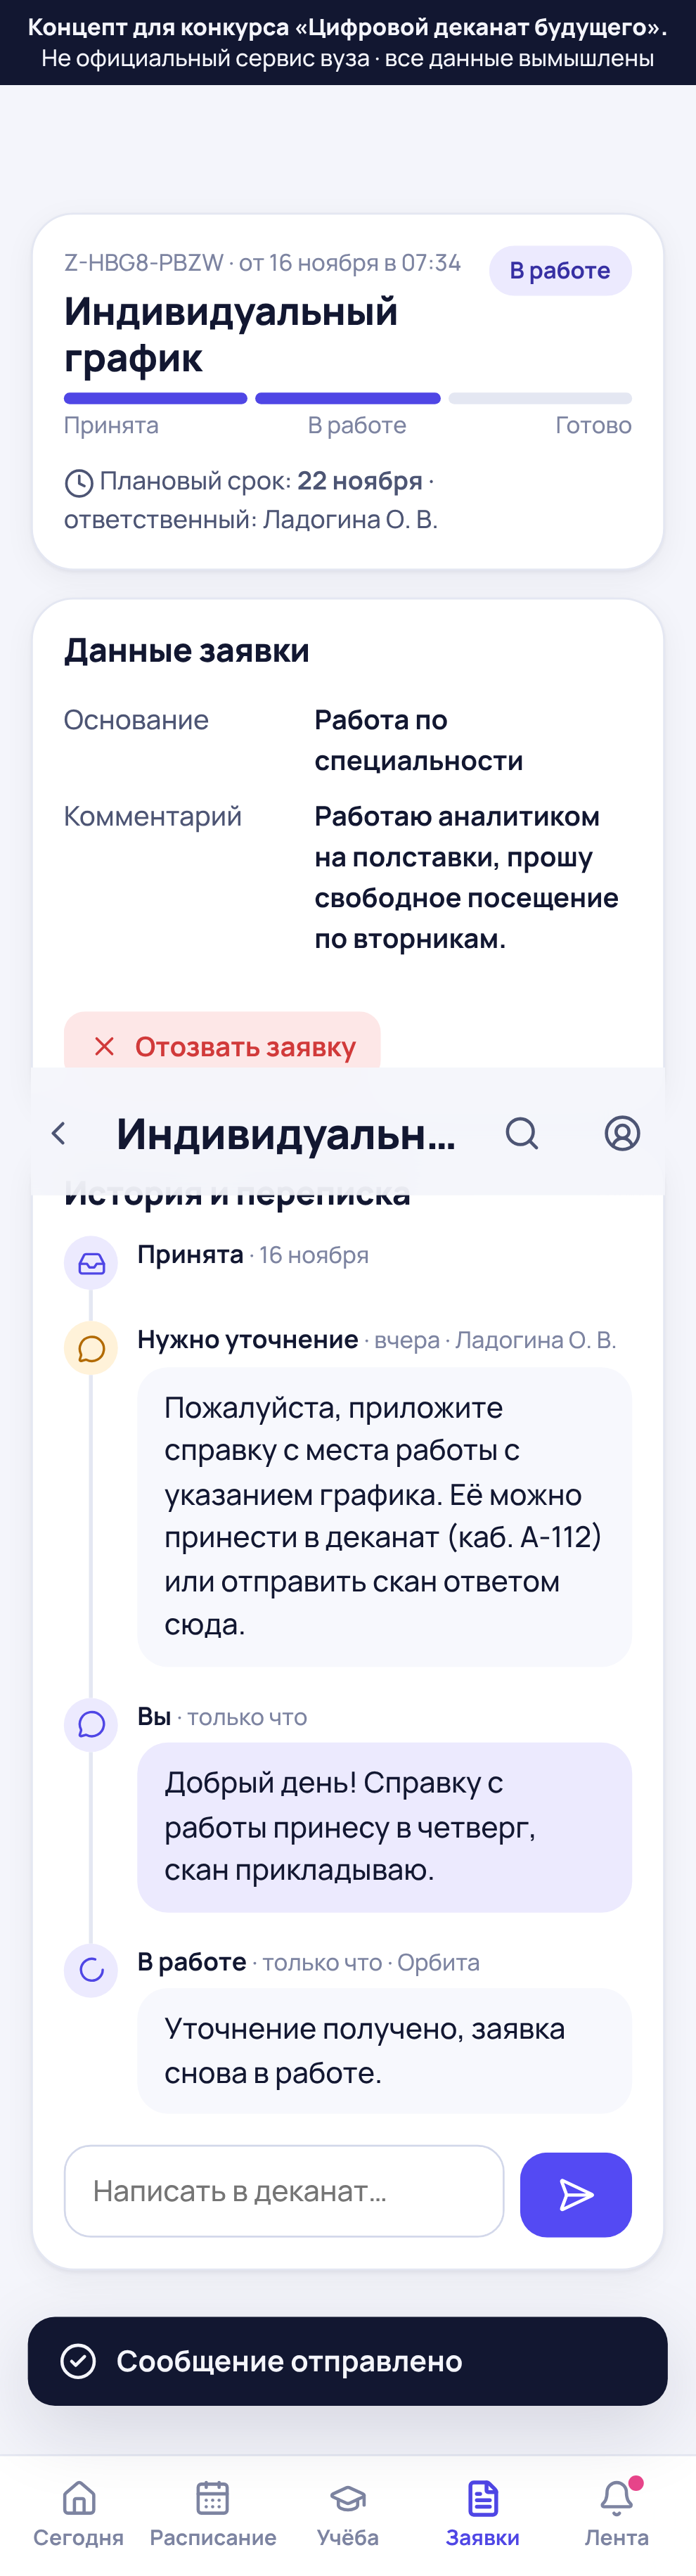 Концепт для конкурса «Цифровой деканат будущего».
Не официальный сервис вуза · все данные вымышлены
Z-HBG8-PBZW · от 16 ноября в 07:34
В работе
Индивидуальный
график
Принята
В работе
Готово
Плановый срок: 22 ноября ·
ответственный: Ладогина О. В.
Данные заявки
Основание
Работа по
специальности
Комментарий
Работаю аналитиком
на полставки, прошу
свободное посещение
по вторникам.
Отозвать заявку
Индивидуальн...
История и переписка
Принята · 16 ноября
Нужно уточнение · вчера · Ладогина О. В.
Пожалуйста, приложите
справку с места работы с
указанием графика. Её можно
принести в деканат (каб. А-112)
или отправить скан ответом
сюда.
Вы · только что
Добрый день! Справку с
работы принесу в четверг,
скан прикладываю.
В работе · только что · Орбита
Уточнение получено, заявка
снова в работе.
Написать в деканат...
Сообщение отправлено
Сегодня
Расписание
Учёба
Заявки
Лента